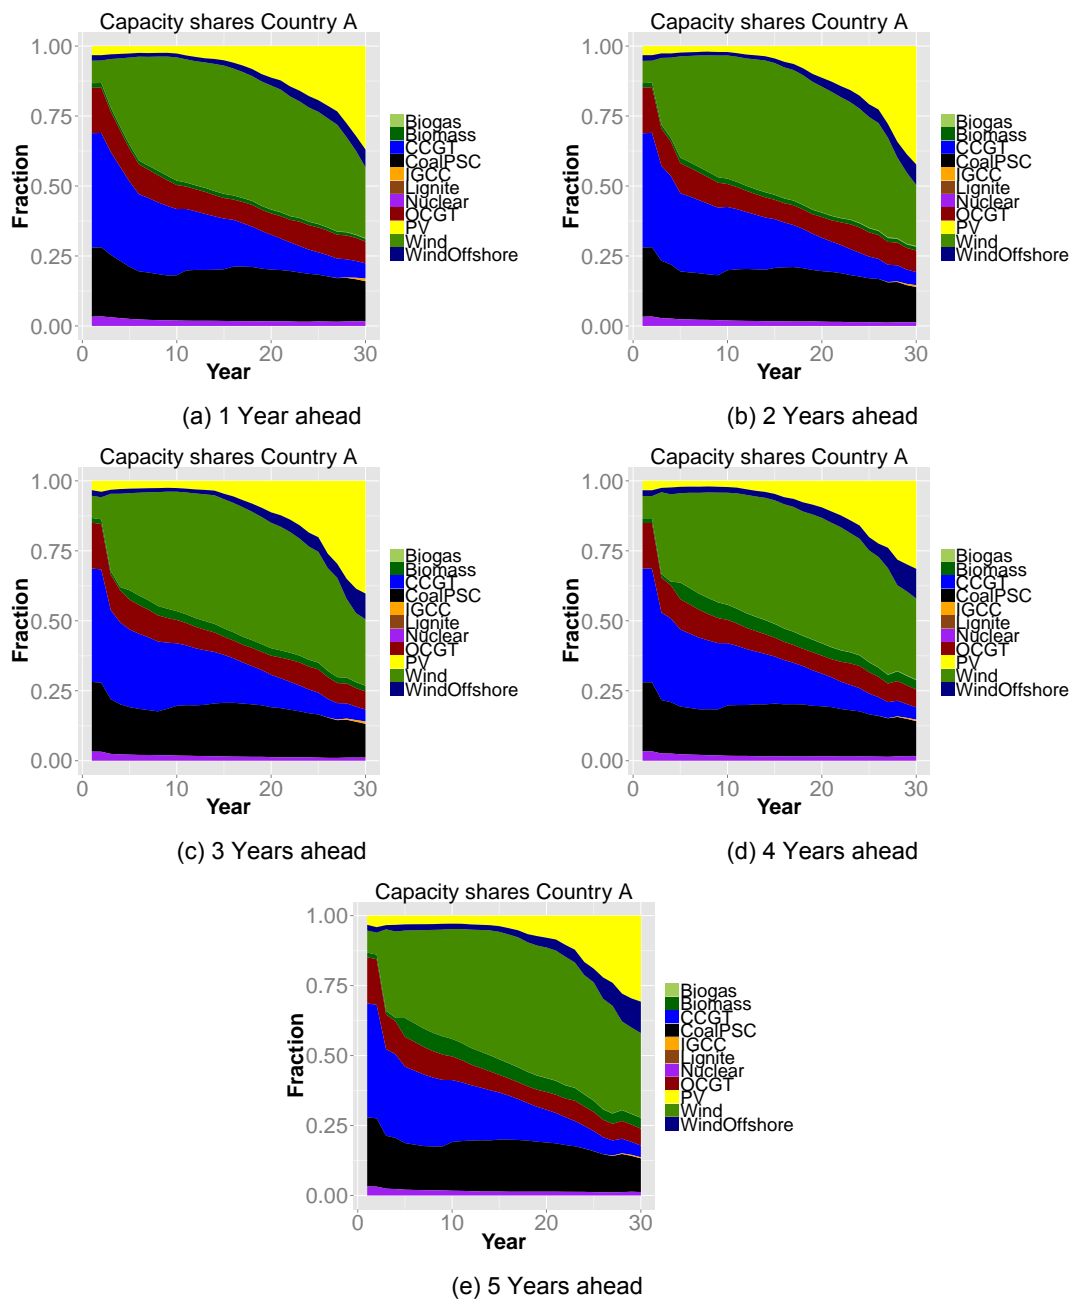 Capacity shares Country A
1.00
0.75
0.50
0.25
0.00
Fraction
0
10
20
30
Year
Biogas
Biomass
CCGT
CoalPSC
IGCC
Lignite
Nuclear
OCGT
PV
Wind
WindOffshore
(a) 1 Year ahead
Capacity shares Country A
1.00
0.75
0.50
0.25
0.00
Fraction
0
10
20
30
Year
Biogas
Biomass
CCGT
CoalPSC
IGCC
Lignite
Nuclear
OCGT
PV
Wind
WindOffshore
(b) 2 Years ahead
Capacity shares Country A
1.00
0.75
0.50
0.25
0.00
Fraction
0
10
20
30
Year
Biogas
Biomass
CCGT
CoalPSC
IGCC
Lignite
Nuclear
OCGT
PV
Wind
WindOffshore
(c) 3 Years ahead
Capacity shares Country A
1.00
0.75
0.50
0.25
0.00
Fraction
0
10
20
30
Year
Biogas
Biomass
CCGT
CoalPSC
IGCC
Lignite
Nuclear
OCGT
PV
Wind
WindOffshore
(d) 4 Years ahead
Capacity shares Country A
1.00
0.75
0.50
0.25
0.00
Fraction
0
10
20
30
Year
Biogas
Biomass
CCGT
CoalPSC
IGCC
Lignite
Nuclear
OCGT
PV
Wind
WindOffshore
(e) 5 Years ahead